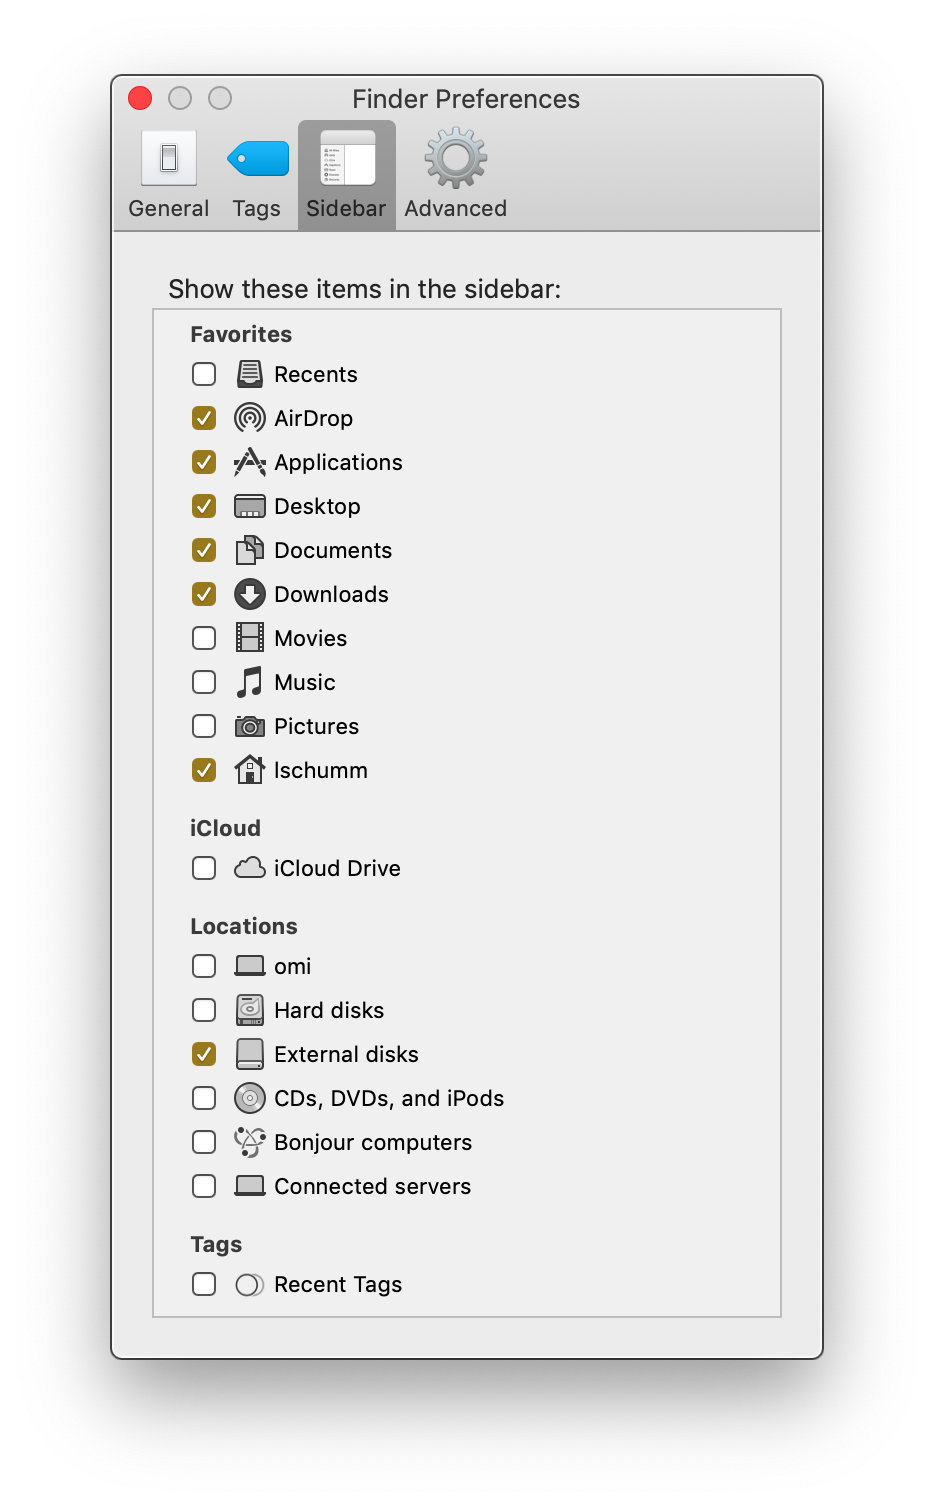 Finder Preferences
General Tags Sidebar Advanced
Show these items in the sidebar:
Favorites
Recents
AirDrop
Applications
Desktop
Documents
Downloads
Movies
Music
Pictures
lschumm
iCloud
iCloud Drive
Locations
omi
Hard disks
External disks
CDs, DVDs, and iPods
Bonjour computers
Connected servers
Tags
Recent Tags